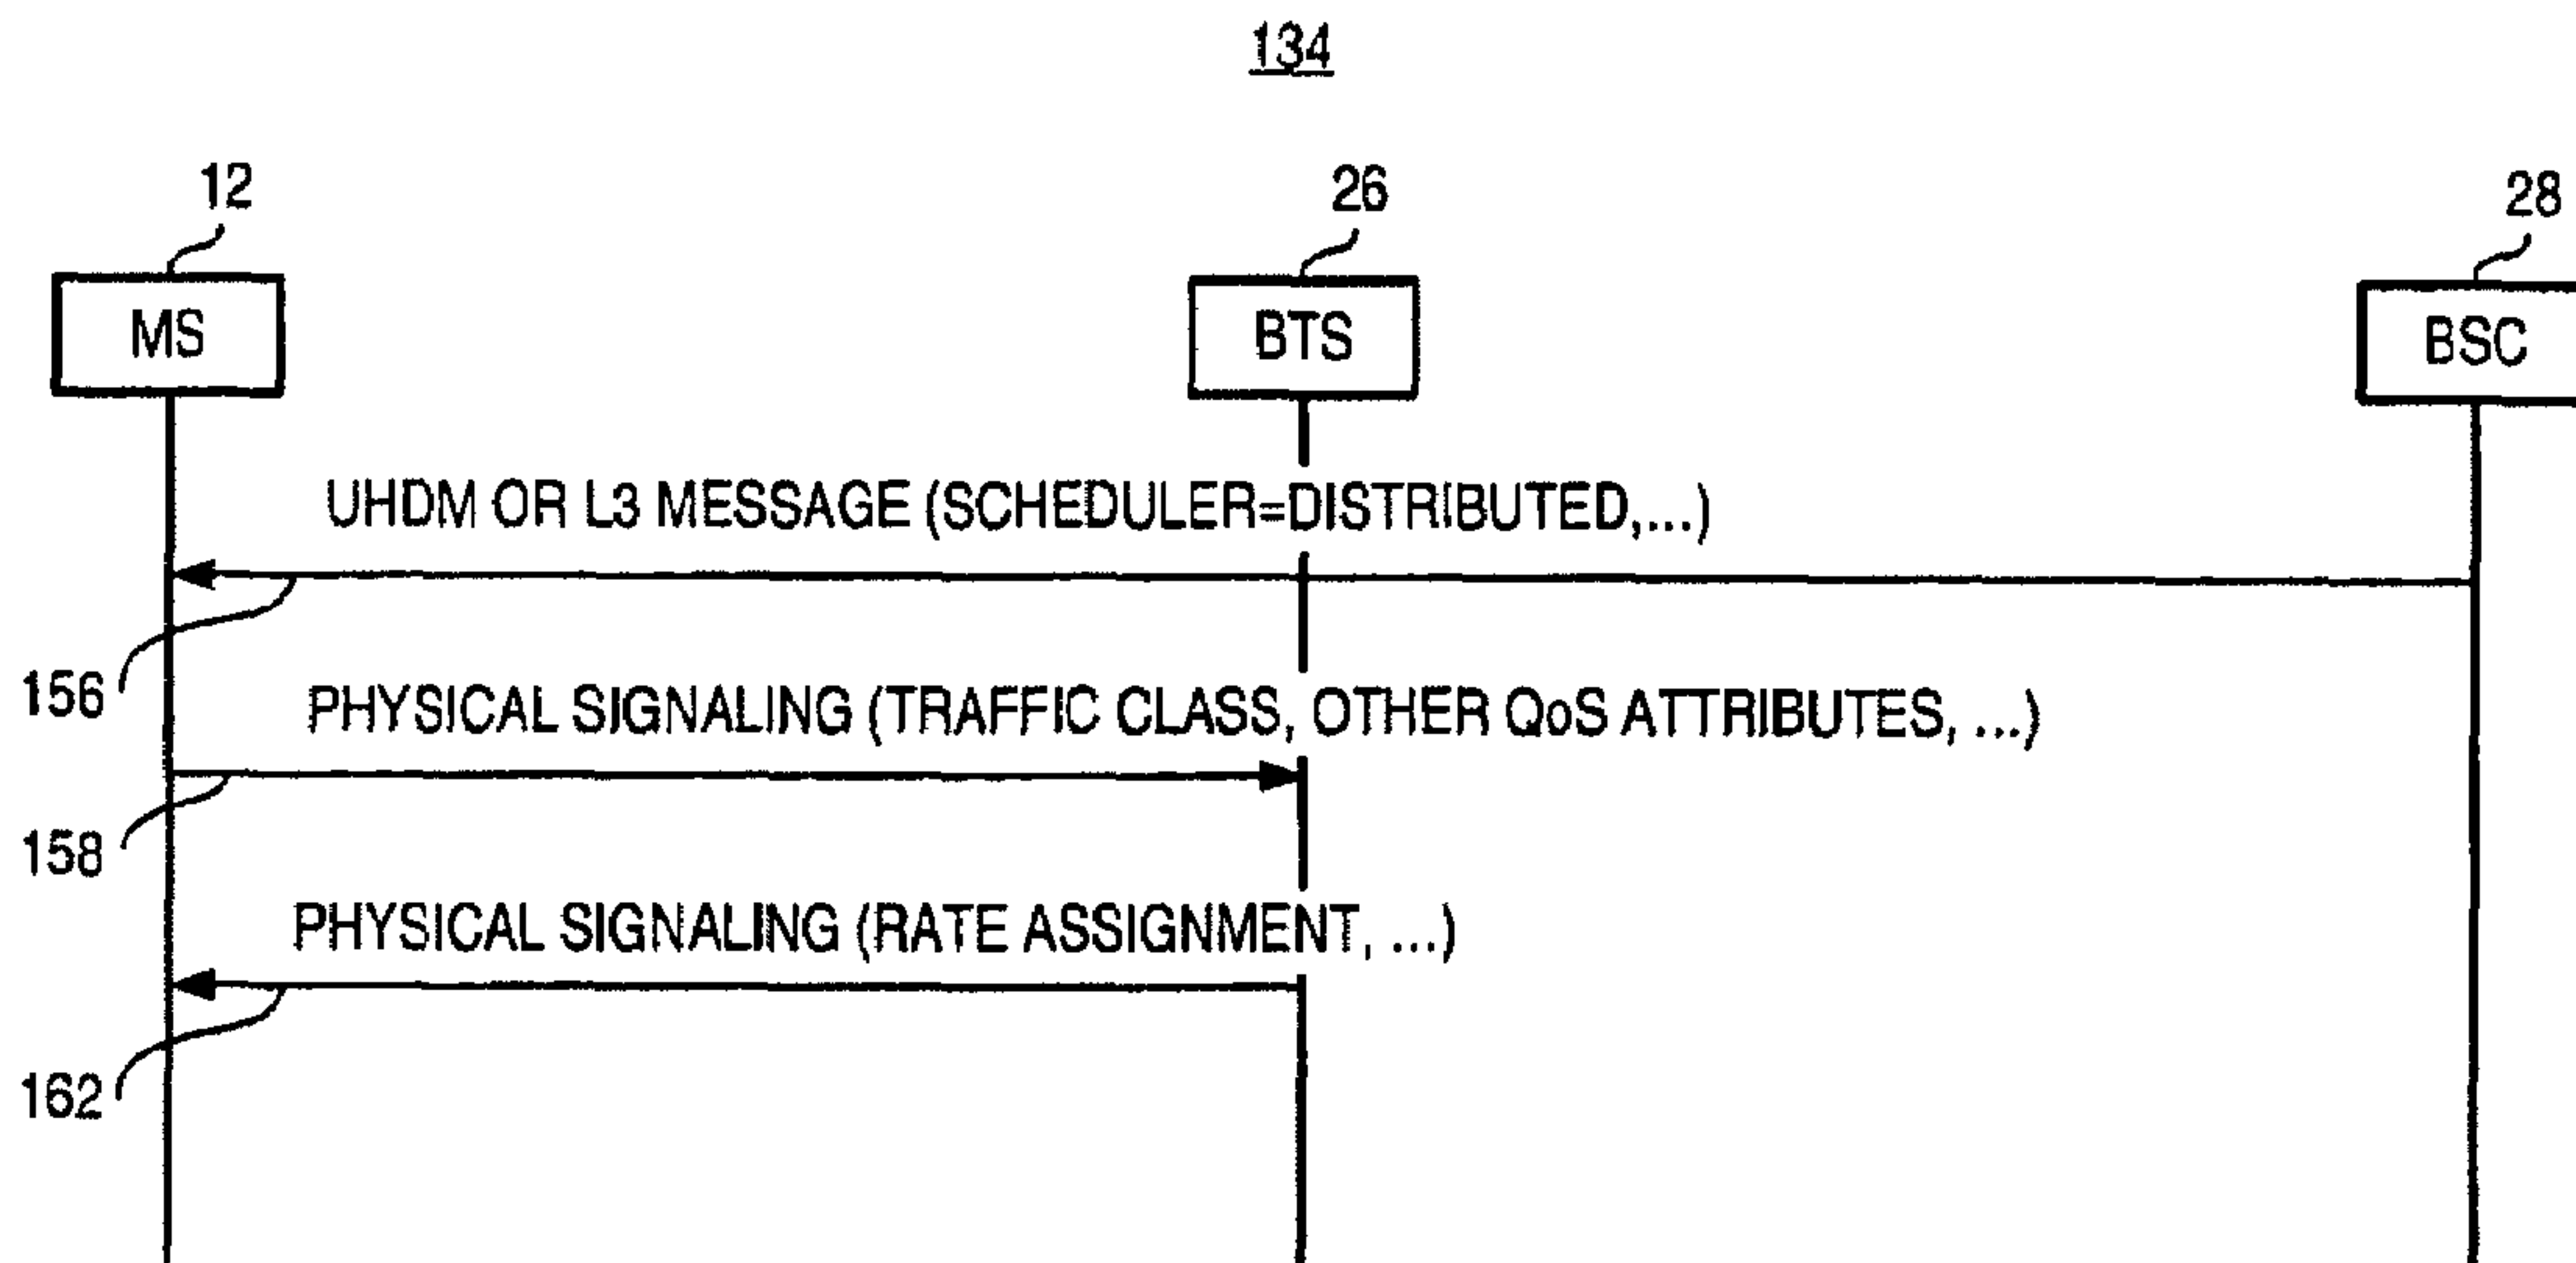 134
12
26
28
MS
BTS
BSC
UHDM OR L3 MESSAGE (SCHEDULER=DISTRIBUTED,...)
156
PHYSICAL SIGNALING (TRAFFIC CLASS, OTHER QoS ATTRIBUTES, ...)
158
PHYSICAL SIGNALING (RATE ASSIGNMENT, ...)
162